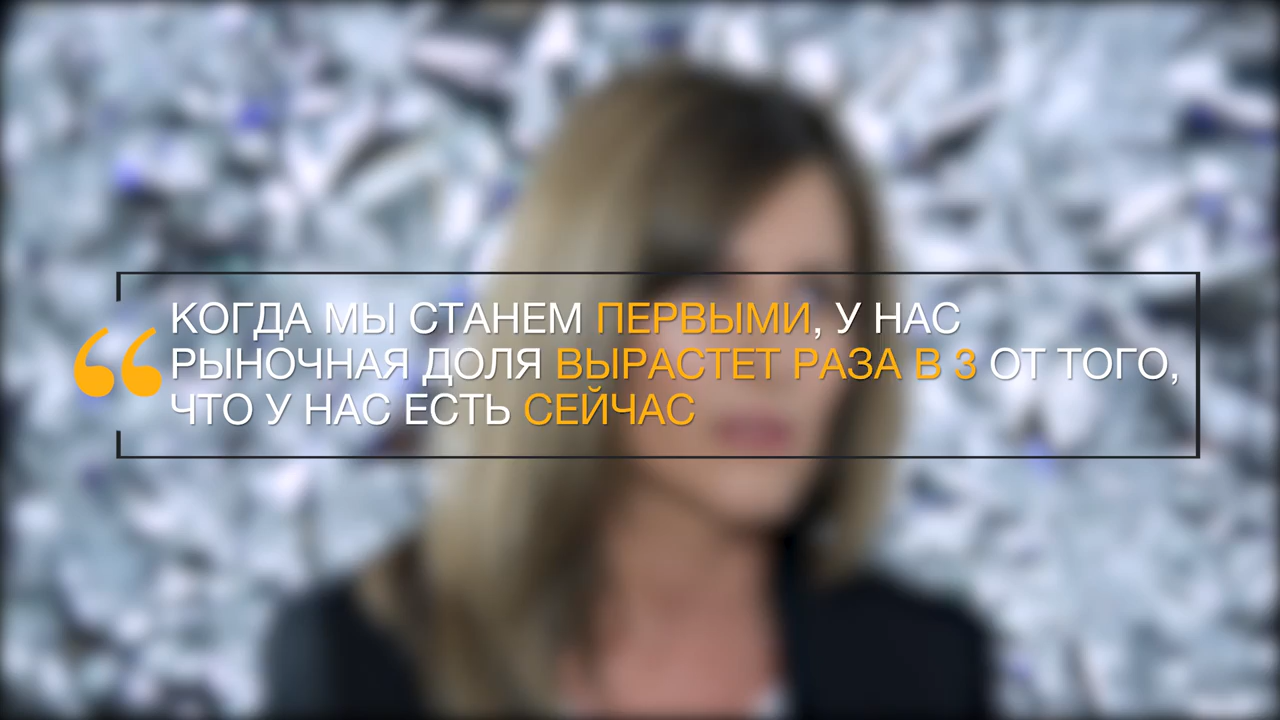 КОГДА МЫ СТАНЕМ ПЕРВЫМИ, У НАС
РЫНОЧНАЯ ДОЛЯ ВЫРАСТЕТ РАЗА В 3 ОТ ТОГО,
ЧТО У НАС ЕСТЬ СЕЙЧАС